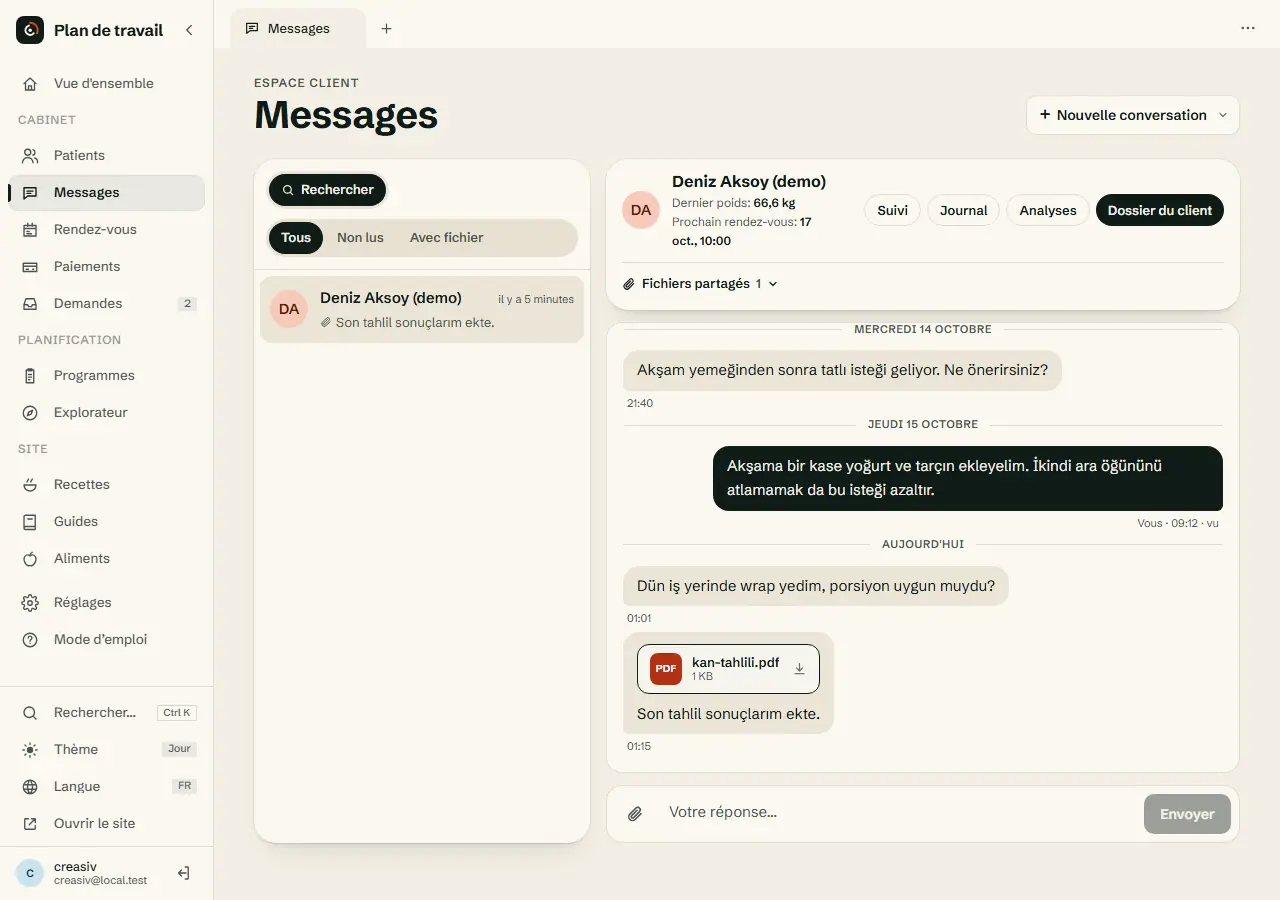 Plan de travail
Vue d'ensemble
CABINET
Patients
Messages
Rendez-vous
Paiements
Demandes 2
PLANIFICATION
Programmes
Explorateur
SITE
Recettes
Guides
Aliments
Réglages
Mode d'emploi
Rechercher... Ctrl K
Thème Jour
Langue FR
Ouvrir le site
C
creasiv
creasiv@local.test
Messages
ESPACE CLIENT
Messages
+ Nouvelle conversation
Rechercher
Tous Non lus Avec fichier
DA
Deniz Aksoy (demo) il y a 5 minutes
Son tahlil sonuçlarım ekte.
DA
Deniz Aksoy (demo)
Dernier poids: 66,6 kg
Prochain rendez-vous: 17
oct., 10:00
Suivi Journal Analyses Dossier du client
Fichiers partagés 1
MERCREDI 14 OCTOBRE
Akşam yemeğinden sonra tatlı isteği geliyor. Ne önerirsiniz?
21:40
JEUDI 15 OCTOBRE
Akşama bir kase yoğurt ve tarçın ekleyelim. İkindi ara öğününü
atlamamak da bu isteği azaltır.
Vous · 09:12 · vu
AUJOURD'HUI
Dün iş yerinde wrap yedim, porsiyon uygun muydu?
01:01
PDF
kan-tahlili.pdf
1 KB
Son tahlil sonuçlarım ekte.
01:15
Votre réponse...
Envoyer